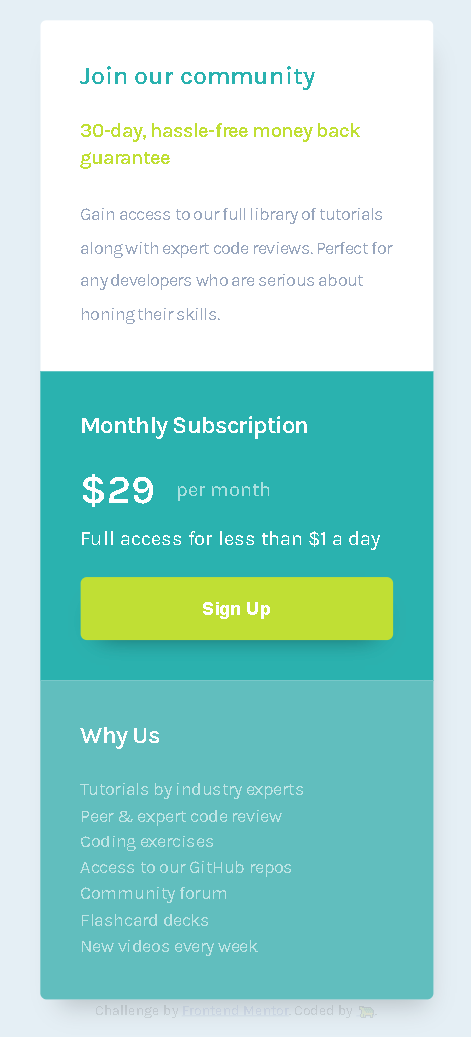 Join our community
30-day, hassle-free money back
guarantee
Gain access to our full library of tutorials
along with expert code reviews. Perfect for
any developers who are serious about
honing their skills.
Monthly Subscription
$29 per month
Full access for less than $1 a day
Sign Up
Why Us
Tutorials by industry experts
Peer & expert code review
Coding exercises
Access to our GitHub repos
Community forum
Flashcard decks
New videos every week
Challenge by Frontend Mentor. Coded by 🐢.